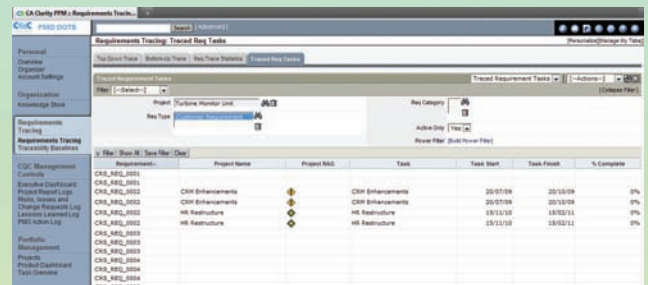 CA Clarity PPM :: Requirements Tracin...
CQC PMO DOTS
Search [Advanced]
Requirements Tracing: Traced Req Tasks
[Personalize][Manage My Tabs]
Personal
Overview
Organizer
Account Settings
Organization
Knowledge Store
Requirements Tracing
Requirements Tracing
Traceability Baselines
CQC Management Controls
Executive Dashboard
Project Report Logs
Risks, Issues and
Change Requests Log
Lessons Learned Log
PMO Action Log
Portfolio Management
Projects
Product Dashboard
Task Overview
Top Down Trace Bottom-Up Trace Req Trace Statistics Traced Req Tasks
Traced Requirement Tasks
Traced Requirement Tasks [-Actions-]
Filter [--Select--]
[Collapse Filter]
Project Turbine Monitor Unit
Req Category
Req Type Customer Requirement
Active Only Yes
Power Filter [Build Power Filter]
Filter Show All Save Filter Clear
Requirement Project Name Project RAG Task Task Start Task Finish % Complete
CRS_REQ_0001
CRS_REQ_0001
CRS_REQ_0002 CRM Enhancements CRM Enhancements 20/07/09 20/10/09 0%
CRS_REQ_0002 CRM Enhancements CRM Enhancements 20/07/09 20/10/09 0%
CRS_REQ_0002 HR Restructure HR Restructure 15/11/10 15/02/11 0%
CRS_REQ_0002 HR Restructure HR Restructure 15/11/10 15/02/11 0%
CRS_REQ_0003
CRS_REQ_0003
CRS_REQ_0003
CRS_REQ_0004
CRS_REQ_0004